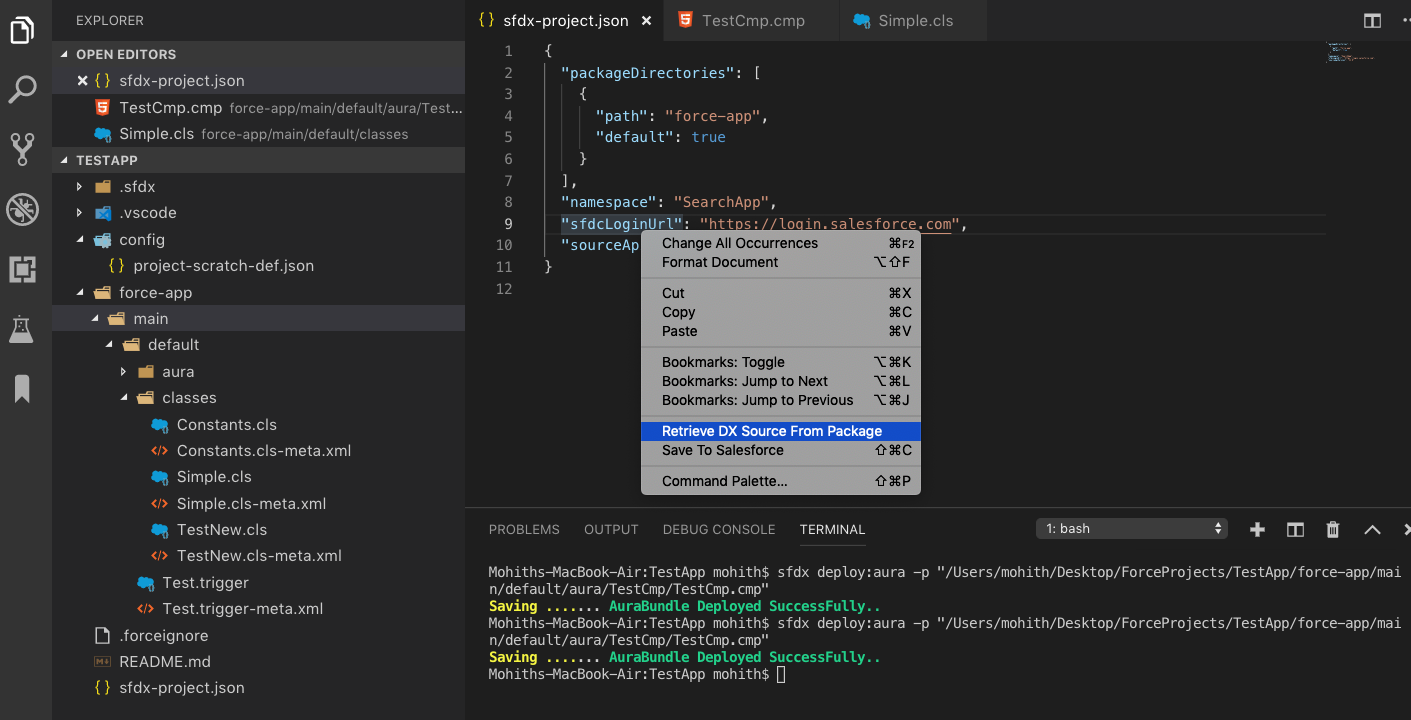 EXPLORER
OPEN EDITORS
{} sfdx-project.json
TestCmp.cmp force-app/main/default/aura/Test...
Simple.cls force-app/main/default/classes
TESTAPP
.sfdx
.vscode
config
{} project-scratch-def.json
force-app
main
default
aura
classes
Constants.cls
Constants.cls-meta.xml
Simple.cls
Simple.cls-meta.xml
TestNew.cls
TestNew.cls-meta.xml
Test.trigger
Test.trigger-meta.xml
.forceignore
README.md
{} sfdx-project.json
{} sfdx-project.json TestCmp.cmp Simple.cls
1 {
2 "packageDirectories": [
3 {
4 "path": "force-app",
5 "default": true
6 }
7 ],
8 "namespace": "SearchApp",
9 "sfdcLoginUrl": "https://login.salesforce.com",
10 "sourceAp
11 }
12
Change All Occurrences ⌘F2
Format Document ⌥⇧F
Cut ⌘X
Copy ⌘C
Paste ⌘V
Bookmarks: Toggle ⌥⌘K
Bookmarks: Jump to Next ⌥⌘L
Bookmarks: Jump to Previous ⌥⌘J
Retrieve DX Source From Package
Save To Salesforce ⇧⌘C
Command Palette... ⇧⌘P
PROBLEMS OUTPUT DEBUG CONSOLE TERMINAL 1: bash
Mohiths-MacBook-Air:TestApp mohith$ sfdx deploy:aura -p "/Users/mohith/Desktop/ForceProjects/TestApp/force-app/mai
n/default/aura/TestCmp/TestCmp.cmp"
Saving ....... AuraBundle Deployed SuccessFully..
Mohiths-MacBook-Air:TestApp mohith$ sfdx deploy:aura -p "/Users/mohith/Desktop/ForceProjects/TestApp/force-app/mai
n/default/aura/TestCmp/TestCmp.cmp"
Saving ....... AuraBundle Deployed SuccessFully..
Mohiths-MacBook-Air:TestApp mohith$